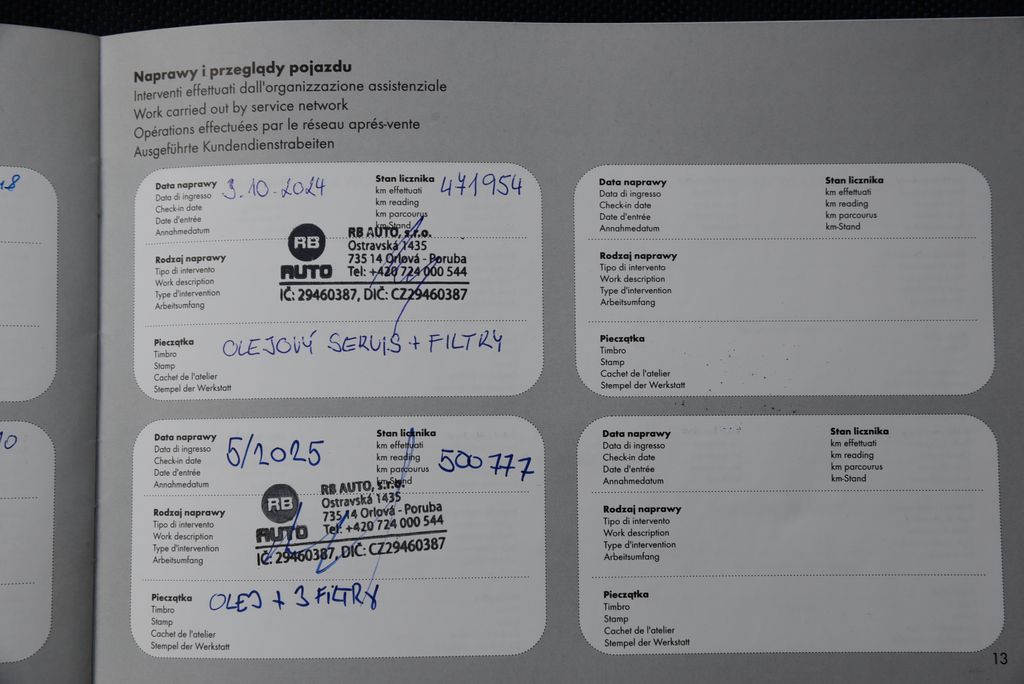 Naprawy i przeglądy pojazdu
Interventi effettuati dall'organizzazione assistenziale
Work carried out by service network
Opérations effectuées par le réseau aprés-vente
Ausgeführte Kundendienstrabeiten
Data naprawy
Data di ingresso
Check-in date
Date d'entrée
Annahmedatum
3.10.2024
Stan licznika
km effettuati
km reading
km parcourus
km-Stand
471954
Rodzaj naprawy
Tipo di intervento
Work description
Type d'intervention
Arbeitsumfang
RB
AUTO
RB AUTO, s.r.o.
Ostravská 1435
735 14 Orlová - Poruba
Tel: +420 724 000 544
IČ: 29460387, DIČ: CZ29460387
Pieczątka
Timbro
Stamp
Cachet de l'atelier
Stempel der Werkstatt
OLEJOVÝ SERVIS + FILTRY
Data naprawy
Data di ingresso
Check-in date
Date d'entrée
Annahmedatum
Stan licznika
km effettuati
km reading
km parcourus
km-Stand
Rodzaj naprawy
Tipo di intervento
Work description
Type d'intervention
Arbeitsumfang
Pieczątka
Timbro
Stamp
Cachet de l'atelier
Stempel der Werkstatt
Data naprawy
Data di ingresso
Check-in date
Date d'entrée
Annahmedatum
5/2025
Stan licznika
km effettuati
km reading
km parcourus
km-Stand
500 777
Rodzaj naprawy
Tipo di intervento
Work description
Type d'intervention
Arbeitsumfang
RB
AUTO
RB AUTO, s.r.o.
Ostravská 1435
735 14 Orlová - Poruba
Tel: +420 724 000 544
IČ: 29460387, DIČ: CZ29460387
Pieczątka
Timbro
Stamp
Cachet de l'atelier
Stempel der Werkstatt
OLEJ + 3 FILTRY
Data naprawy
Data di ingresso
Check-in date
Date d'entrée
Annahmedatum
Stan licznika
km effettuati
km reading
km parcourus
km-Stand
Rodzaj naprawy
Tipo di intervento
Work description
Type d'intervention
Arbeitsumfang
Pieczątka
Timbro
Stamp
Cachet de l'atelier
Stempel der Werkstatt
13